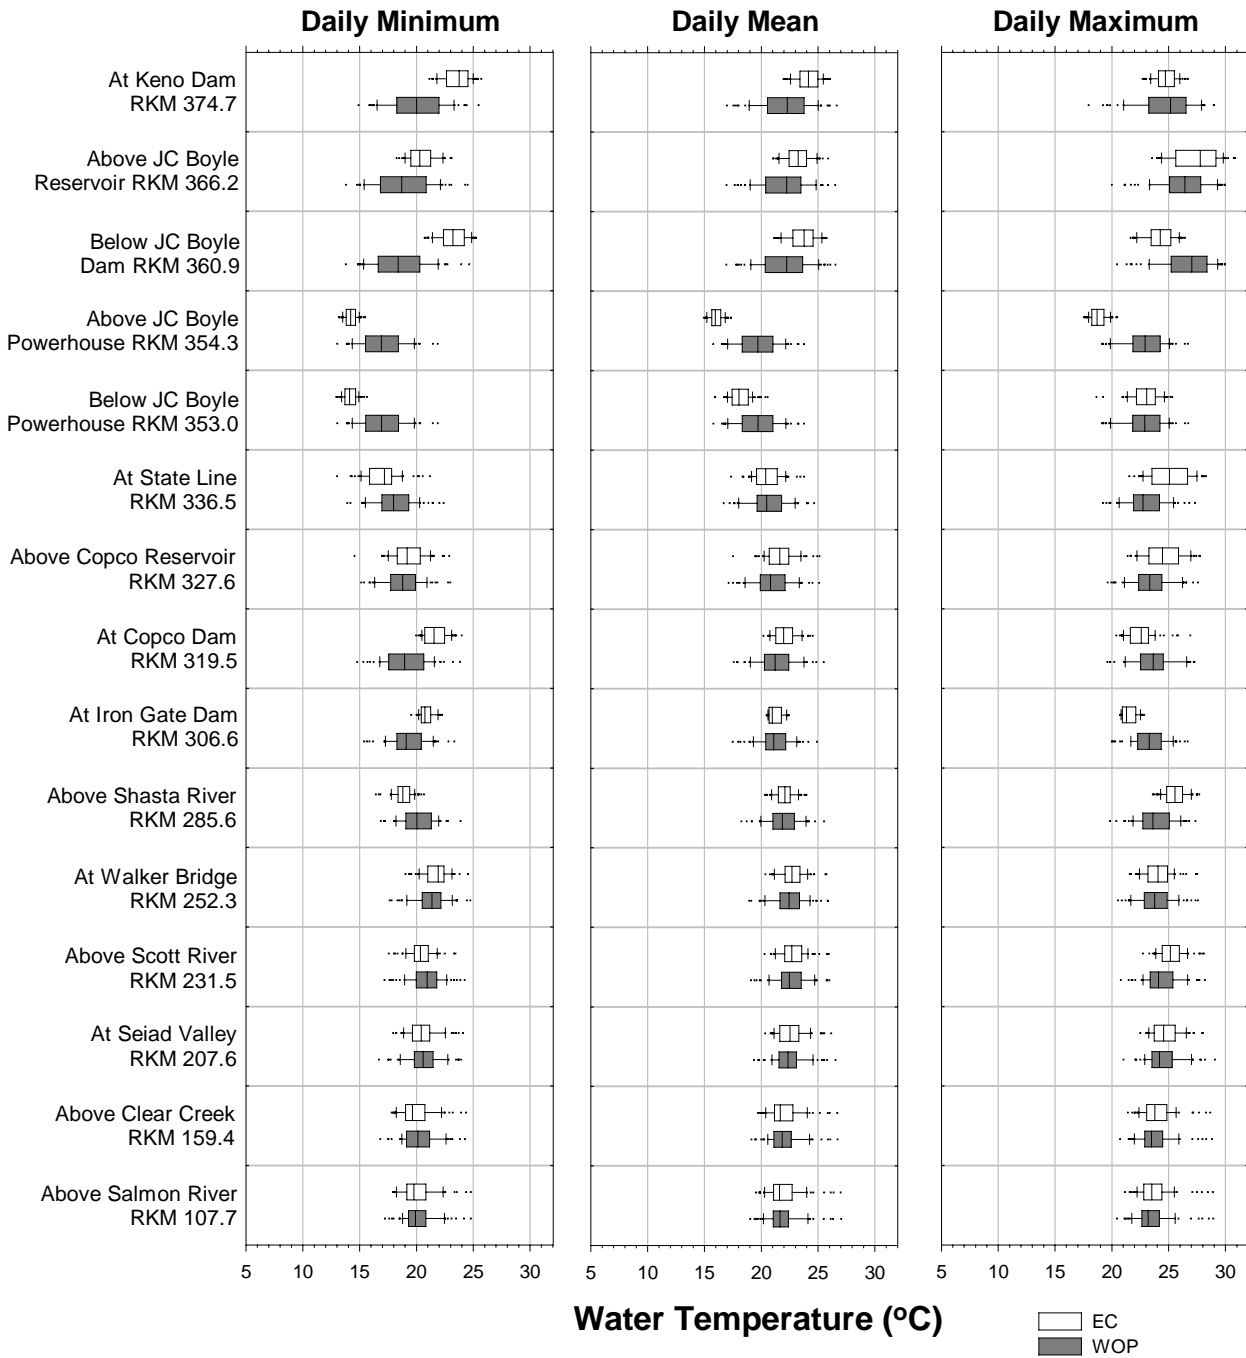 Daily Minimum
Daily Mean
Daily Maximum
At Keno Dam
RKM 374.7
Above JC Boyle
Reservoir RKM 366.2
Below JC Boyle
Dam RKM 360.9
Above JC Boyle
Powerhouse RKM 354.3
Below JC Boyle
Powerhouse RKM 353.0
At State Line
RKM 336.5
Above Copco Reservoir
RKM 327.6
At Copco Dam
RKM 319.5
At Iron Gate Dam
RKM 306.6
Above Shasta River
RKM 285.6
At Walker Bridge
RKM 252.3
Above Scott River
RKM 231.5
At Seiad Valley
RKM 207.6
Above Clear Creek
RKM 159.4
Above Salmon River
RKM 107.7
5 10 15 20 25 30
5 10 15 20 25 30
5 10 15 20 25 30
Water Temperature (ºC)
EC
WOP